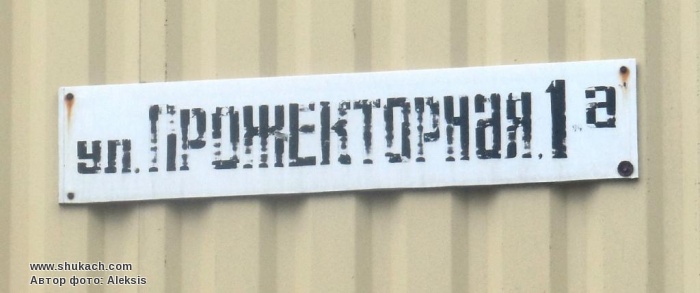 ул. ПРОЖЕКТОРНАЯ, 1 а
www.shukach.com
Автор фото: Aleksis